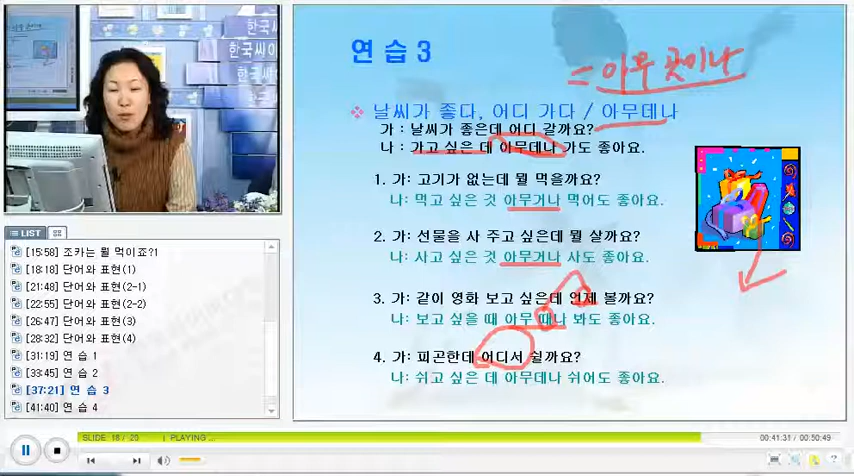 한국씨
한국씨이
한국씨
한국
연 습 3
= 아무 곳이나
날씨가 좋다, 어디 가다 / 아무데나
가 : 날씨가 좋은데 어디 갈까요?
나 : 가고 싶은 데 아무데나 가도 좋아요.
1. 가: 고기가 없는데 뭘 먹을까요?
나: 먹고 싶은 것 아무거나 먹어도 좋아요.
2. 가: 선물을 사 주고 싶은데 뭘 살까요?
나: 사고 싶은 것 아무거나 사도 좋아요.
3. 가: 같이 영화 보고 싶은데 언제 볼까요?
나: 보고 싶을 때 아무 때나 봐도 좋아요.
4. 가: 피곤한데 어디서 쉴까요?
나: 쉬고 싶은 데 아무데나 쉬어도 좋아요.
LIST
[15:58] 조카는 뭘 먹이죠?1
[18:18] 단어와 표현(1)
[21:48] 단어와 표현(2-1)
[22:55] 단어와 표현(2-2)
[26:47] 단어와 표현(3)
[28:32] 단어와 표현(4)
[31:19] 연 습 1
[33:45] 연 습 2
[37:21] 연 습 3
[41:40] 연 습 4
SLIDE: 18 / 20 | PLAYING ...
00:41:31 / 00:50:49